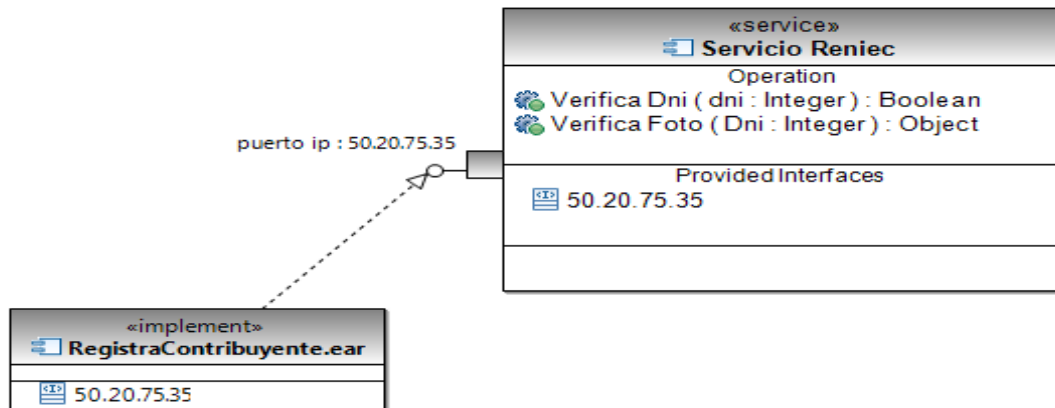 «service»
Servicio Reniec
Operation
Verifica Dni ( dni : Integer ) : Boolean
Verifica Foto ( Dni : Integer ) : Object
puerto ip : 50.20.75.35
Provided Interfaces
50.20.75.35
«implement»
RegistraContribuyente.ear
50.20.75.35